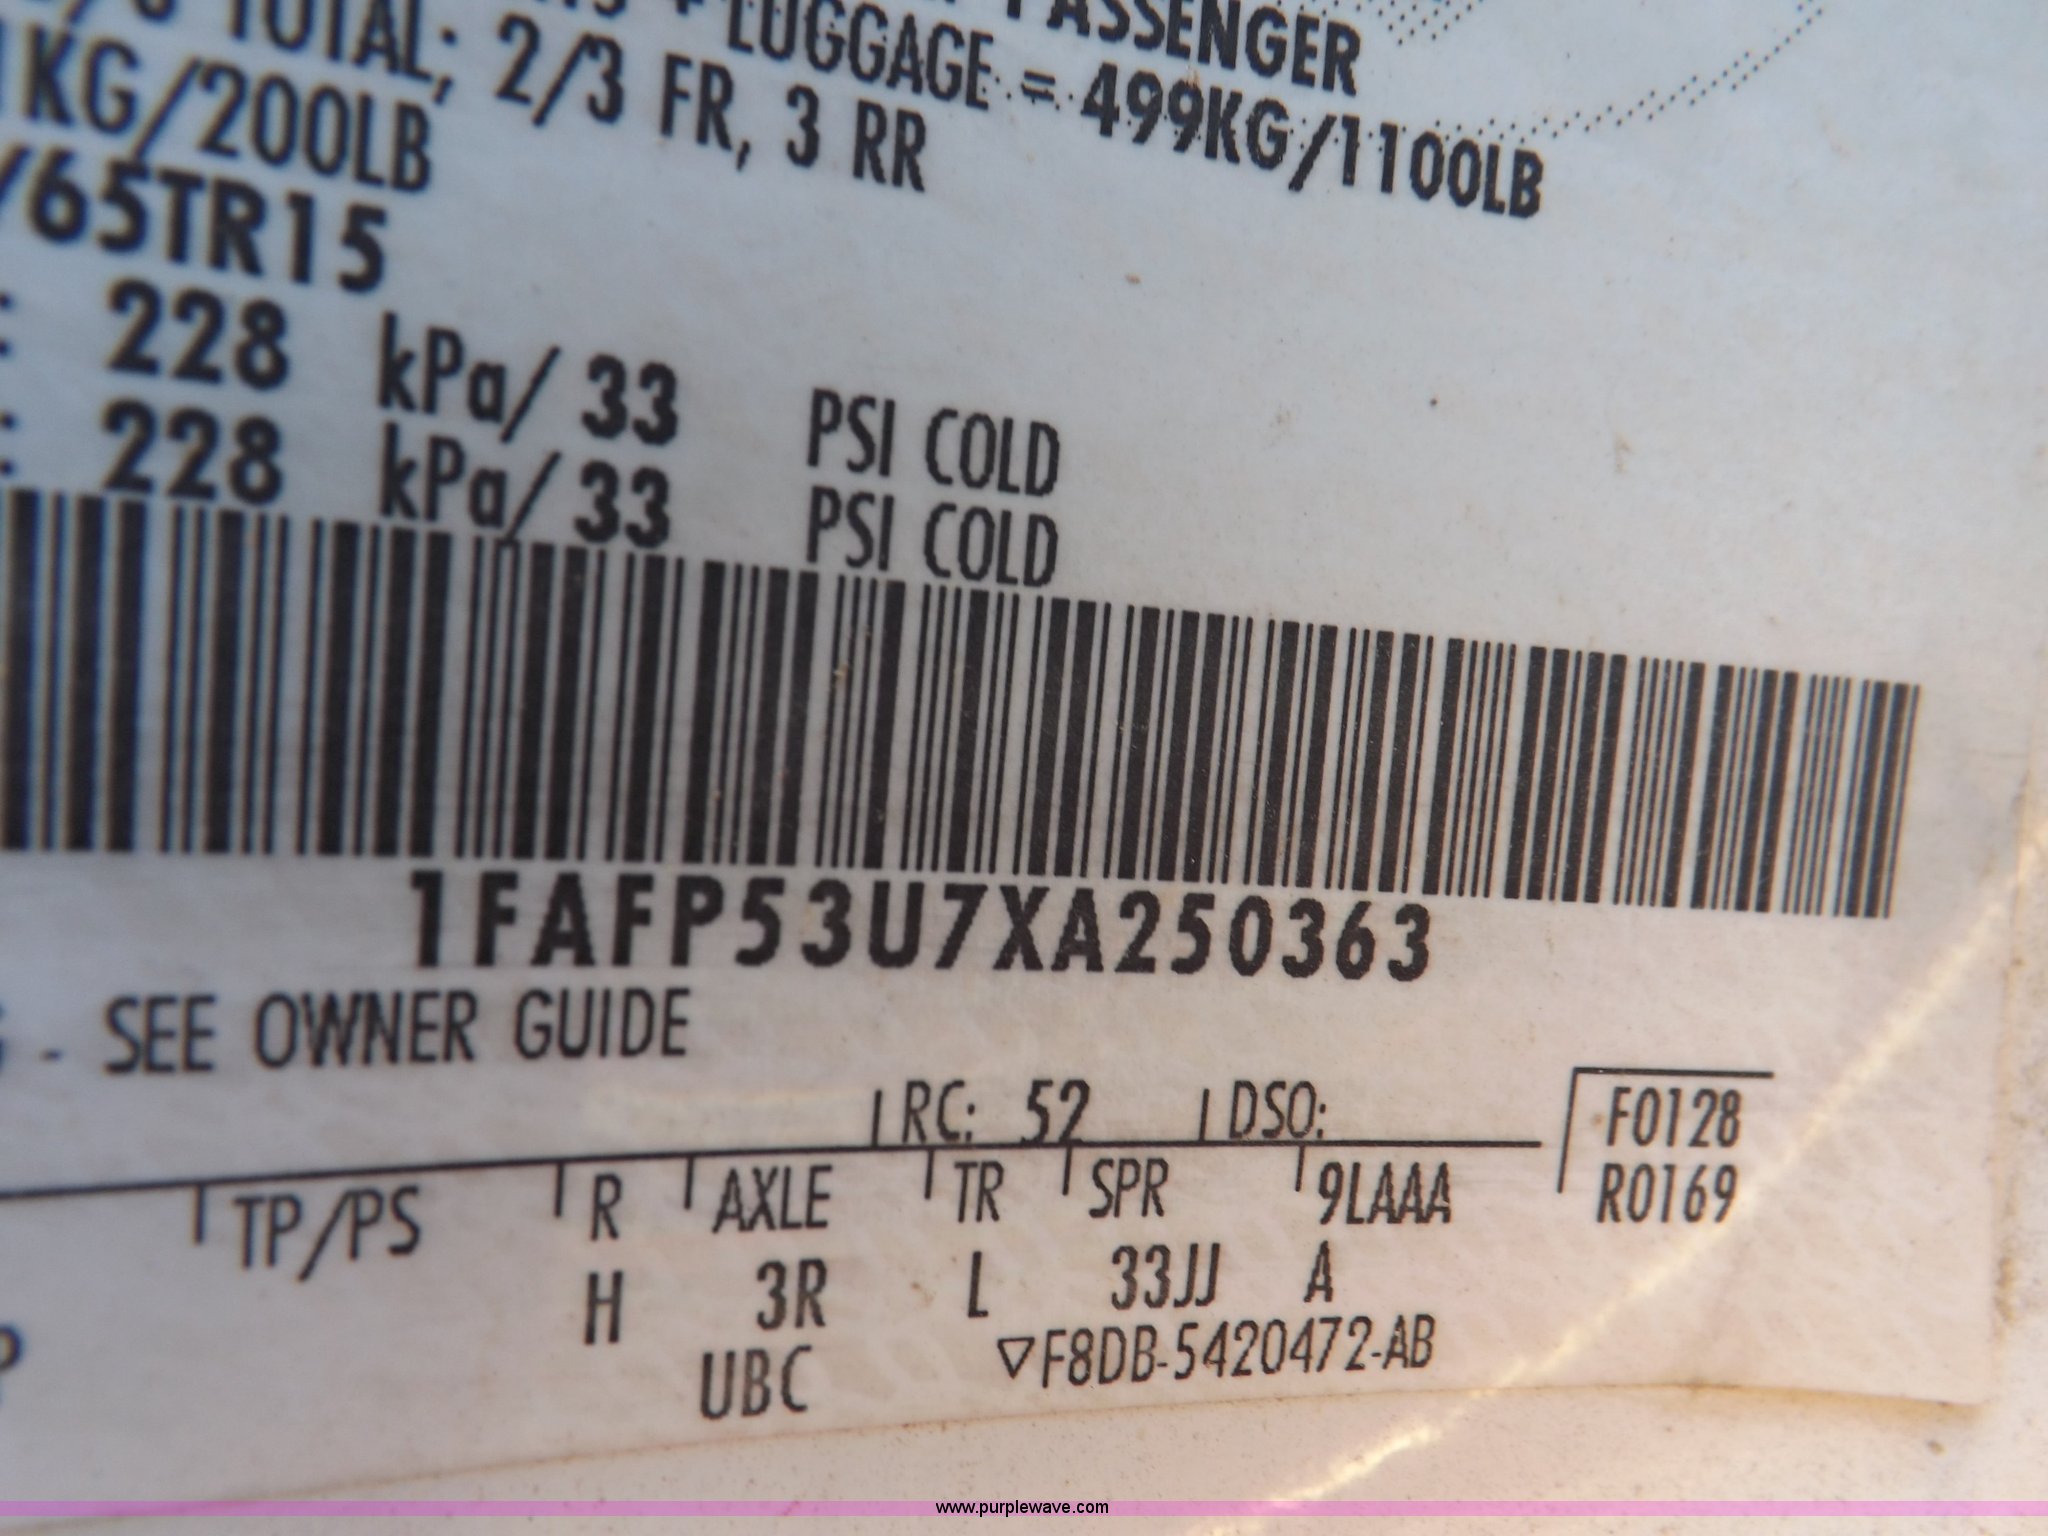 PASSENGER
+ LUGGAGE = 499KG/1100LB
TOTAL; 2/3 FR, 3 RR
1KG/200LB
/65TR15
: 228 kPa/ 33 PSI COLD
: 228 kPa/ 33 PSI COLD
1FAFP53U7XA250363
- SEE OWNER GUIDE
RC: 52 DSO:
F0128
R0169
TP/PS R AXLE TR SPR 9LAAA
H 3R L 33JJ A
UBC ▽F8DB-5420472-AB
www.purplewave.com